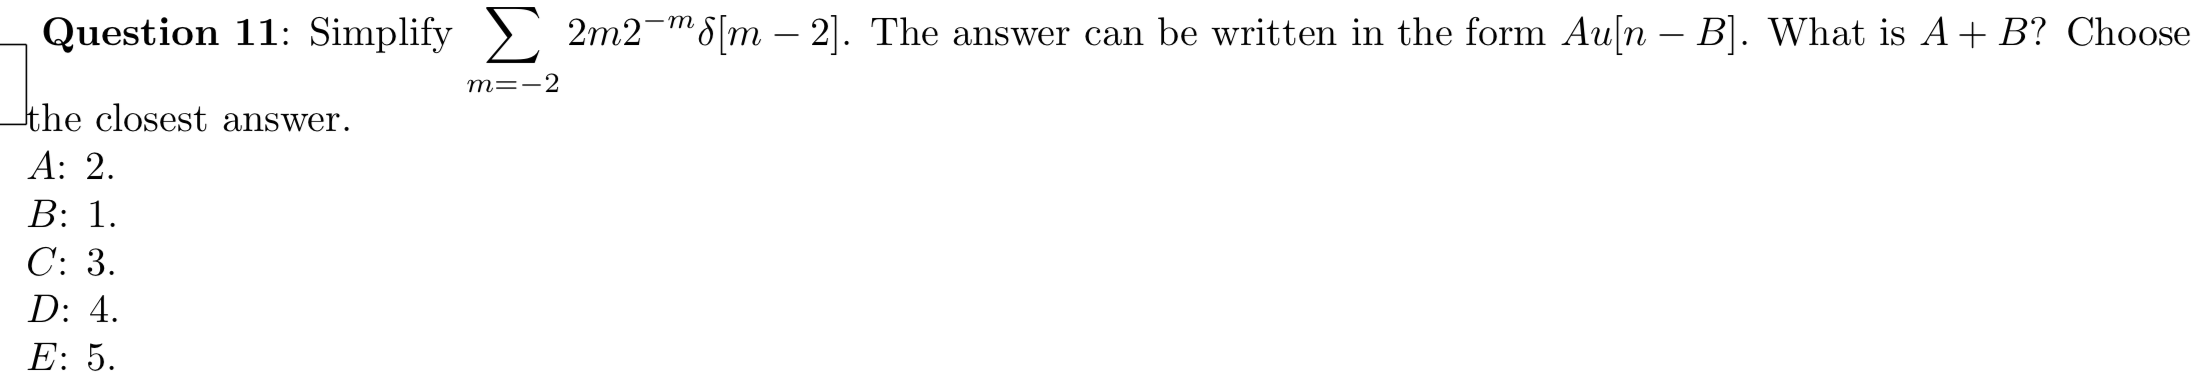 Question 11: Simplify \sum_{m=-2} 2m2^{-m}δ[m − 2]. The answer can be written in the form Au[n − B]. What is A + B? Choose
the closest answer.
A: 2.
B: 1.
C: 3.
D: 4.
E: 5.